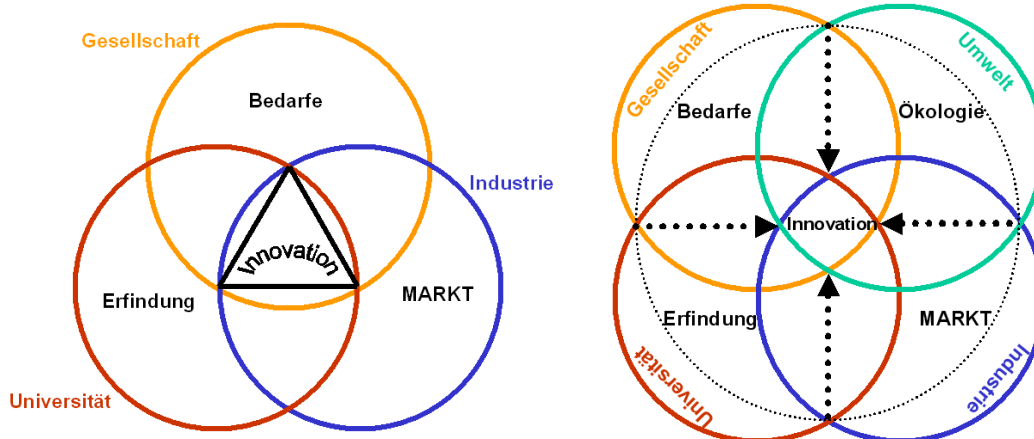 Gesellschaft
Bedarfe
Industrie
Innovation
Erfindung
MARKT
Universität
Gesellschaft
Umwelt
Bedarfe
Ökologie
Innovation
Erfindung
MARKT
Universität
Industrie